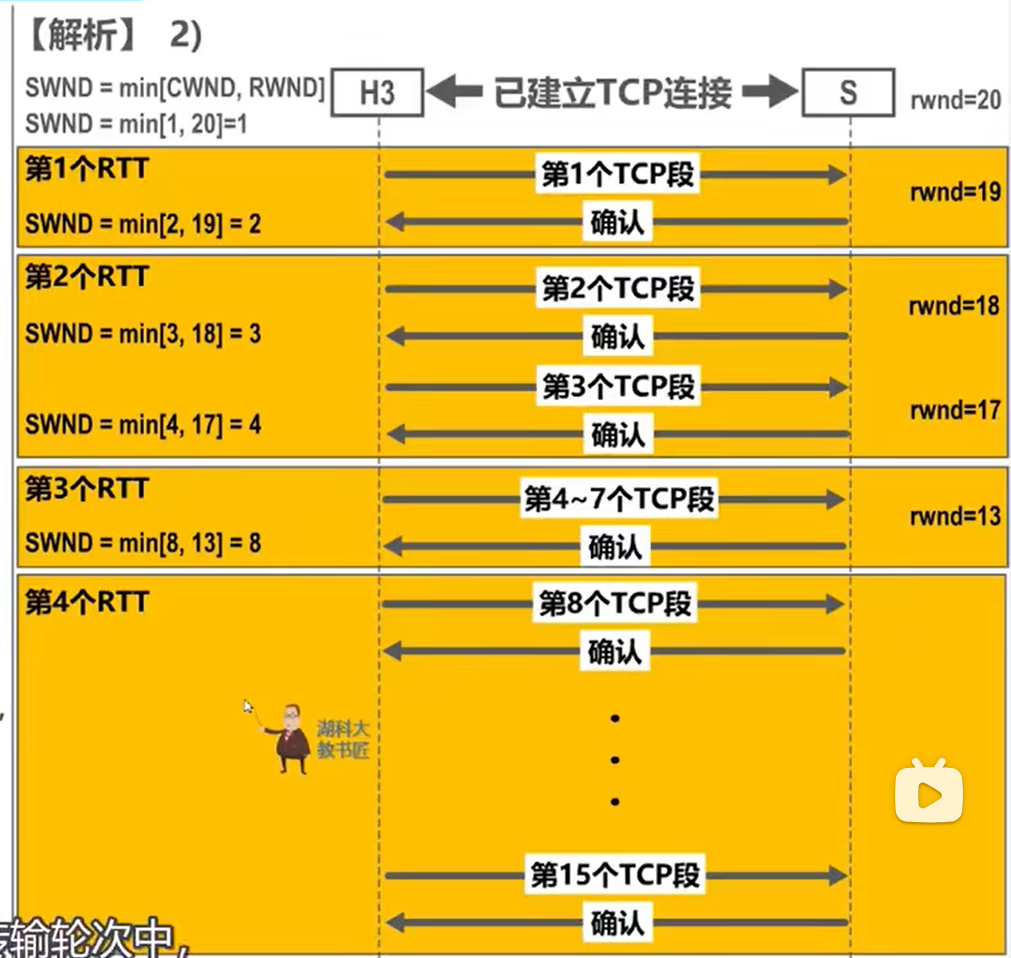 【解析】 2)
SWND = min[CWND, RWND]
H3
已建立TCP连接
S
rwnd=20
SWND = min[1, 20]=1
第1个RTT
第1个TCP段
rwnd=19
SWND = min[2, 19] = 2
确认
第2个RTT
第2个TCP段
rwnd=18
SWND = min[3, 18] = 3
确认
第3个TCP段
rwnd=17
SWND = min[4, 17] = 4
确认
第3个RTT
第4~7个TCP段
rwnd=13
SWND = min[8, 13] = 8
确认
第4个RTT
第8个TCP段
确认
湖科大
教书匠
第15个TCP段
确认
输轮次中，